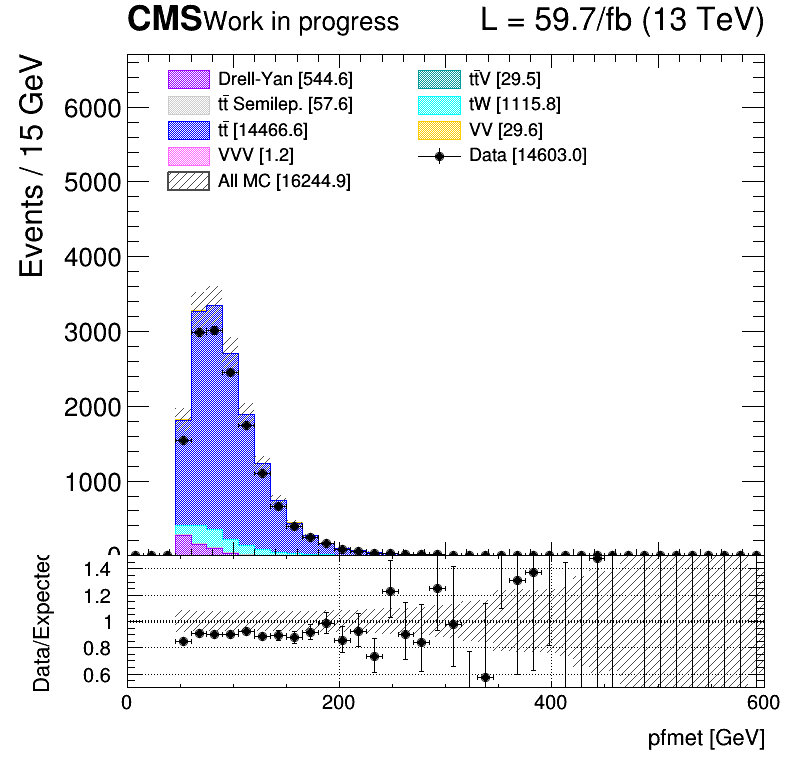 CMS Work in progress L = 59.7/fb (13 TeV)
Events / 15 GeV
Drell-Yan [544.6]
tt̄ Semilep. [57.6]
tt̄ [14466.6]
VVV [1.2]
All MC [16244.9]
tt̄V [29.5]
tW [1115.8]
VV [29.6]
Data [14603.0]
6000
5000
4000
3000
2000
1000
0
Data/Expected
1.4
1.2
1
0.8
0.6
0 200 400 600
pfmet [GeV]